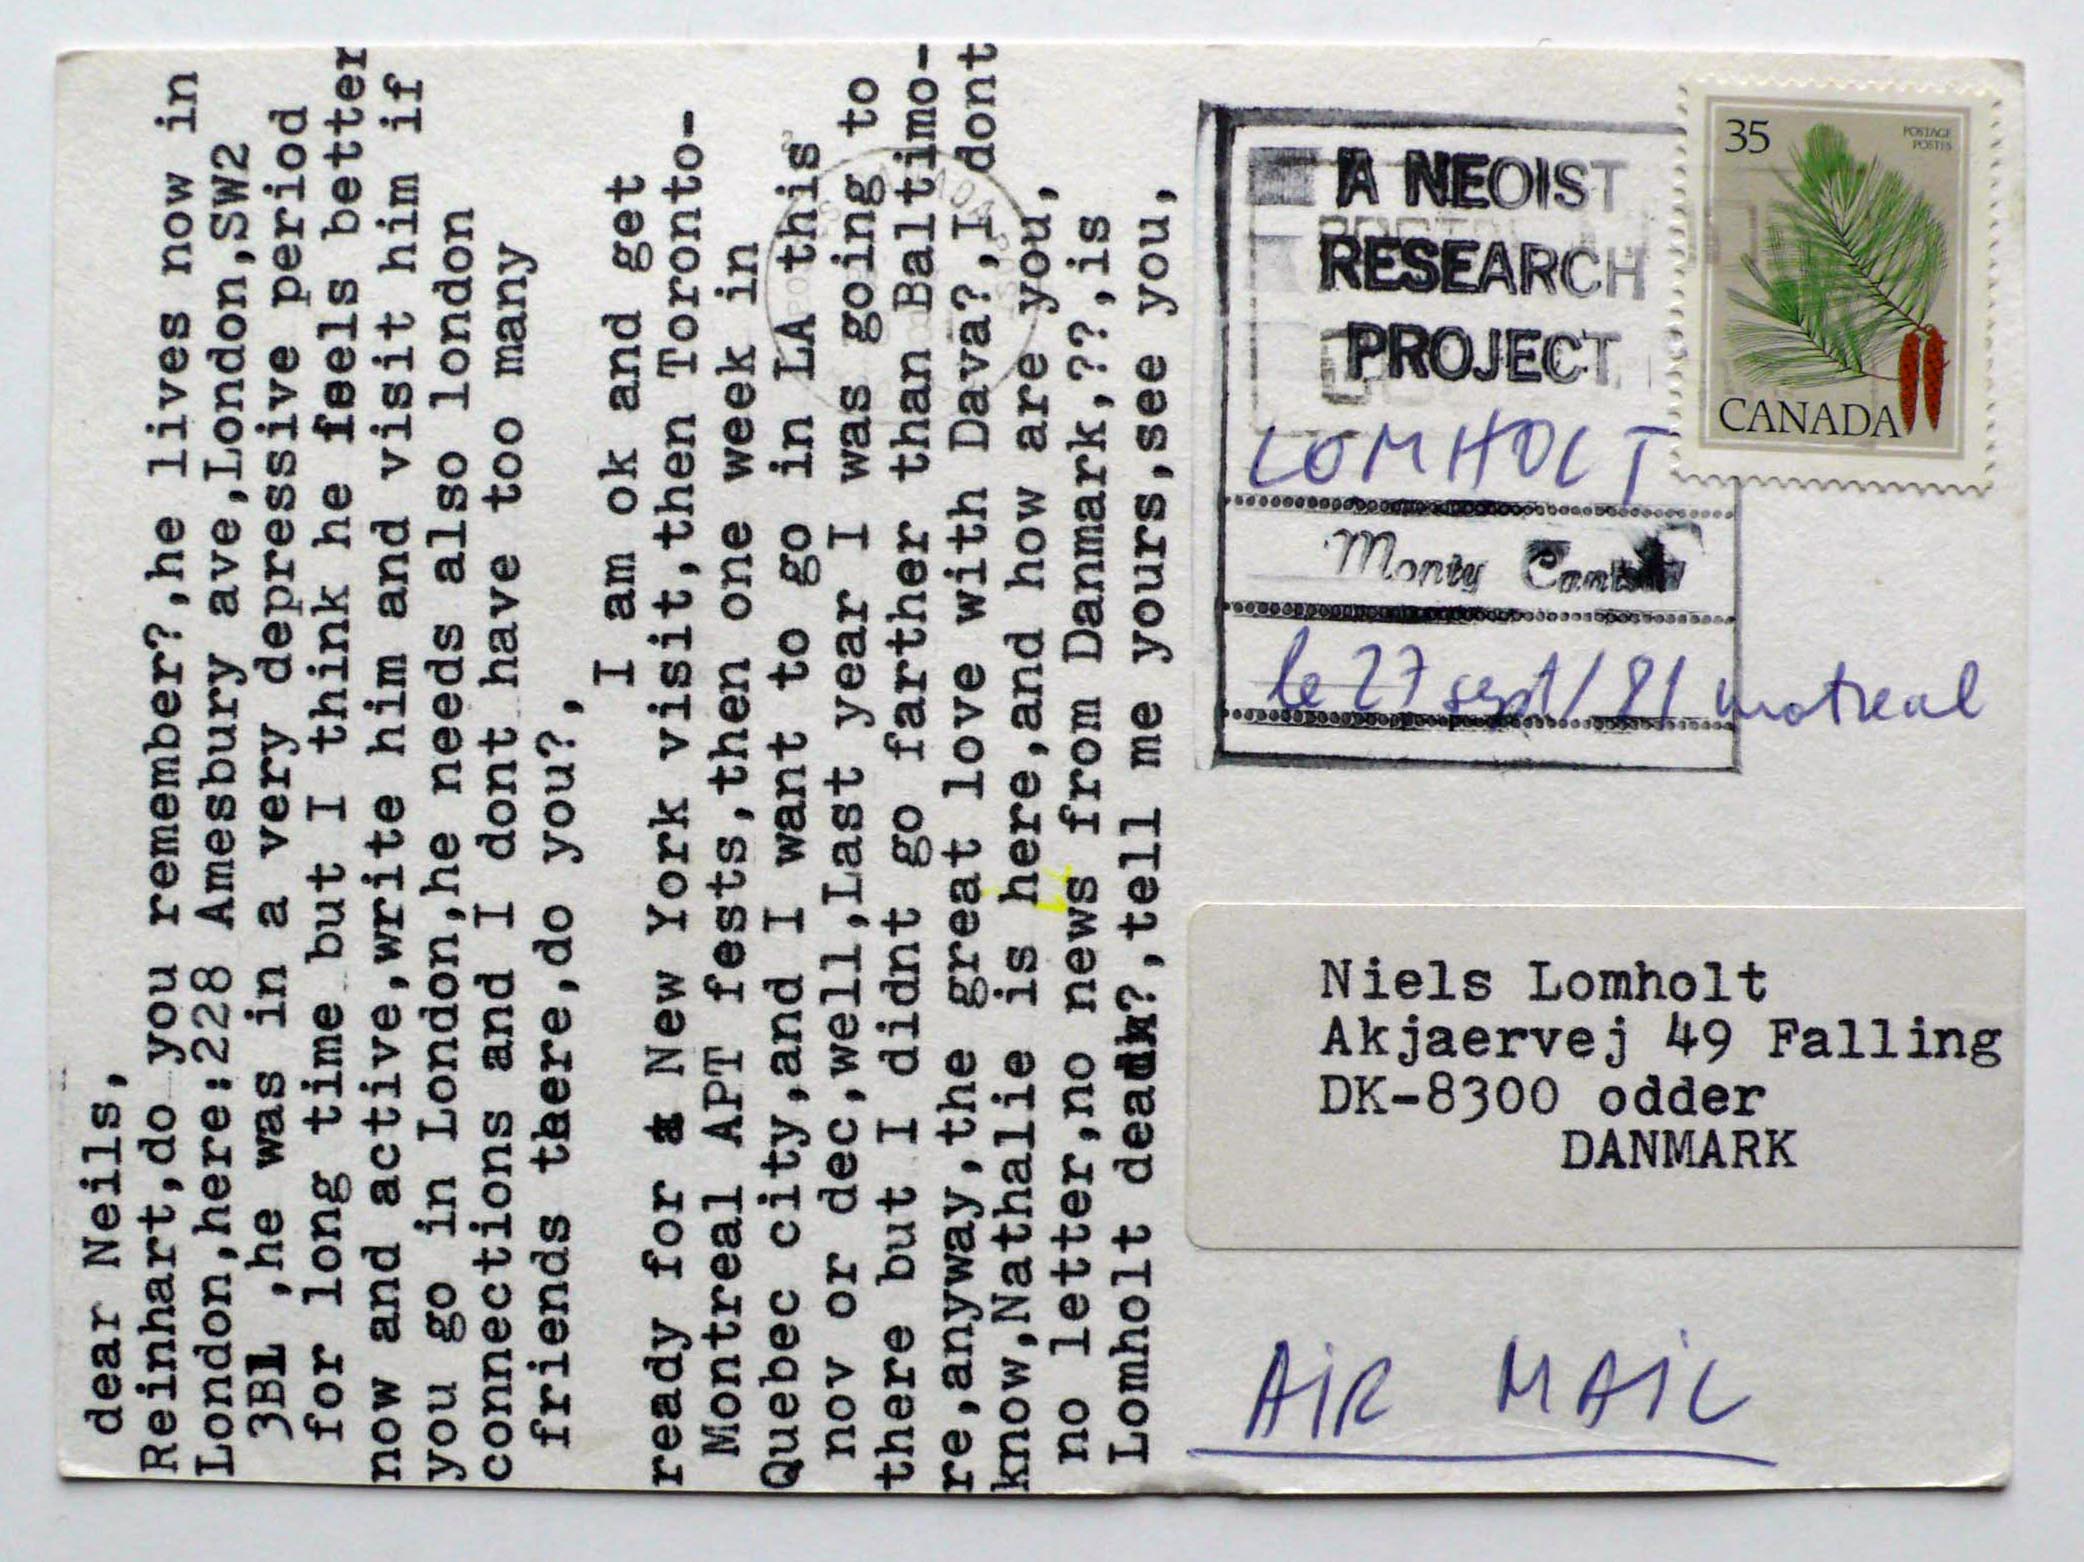 dear Neils,
Reinhart,do you remember?,he lives now in
London,here:228 Amesbury ave,London,SW2
3BL ,he was in a very depressive period
for long time but I think he feels better
now and active,write him and visit him if
you go in London,he needs also london
connections and I dont have too many
friends there,do you?,
I am ok and get
ready for a New York visit,then Toronto-
Montreal APT fests,then one week in
Quebec city,and I want to go in LA this
nov or dec,well,Last year I was going to
there but I didnt go farther than Baltimo-
re,anyway,the great love with Dava?,I dont
know,Nathalie is here,and how are you,
no letter,no news from Danmark,??,is
Lomholt dead?,tell me yours,see you,
A NEOIST
RESEARCH
PROJECT
LOMHOLT
Monty
le 27 sept/81 motreal
35
POSTAGE
POSTES
CANADA
Niels Lomholt
Akjaervej 49 Falling
DK-8300 odder
DANMARK
AIR MAIL